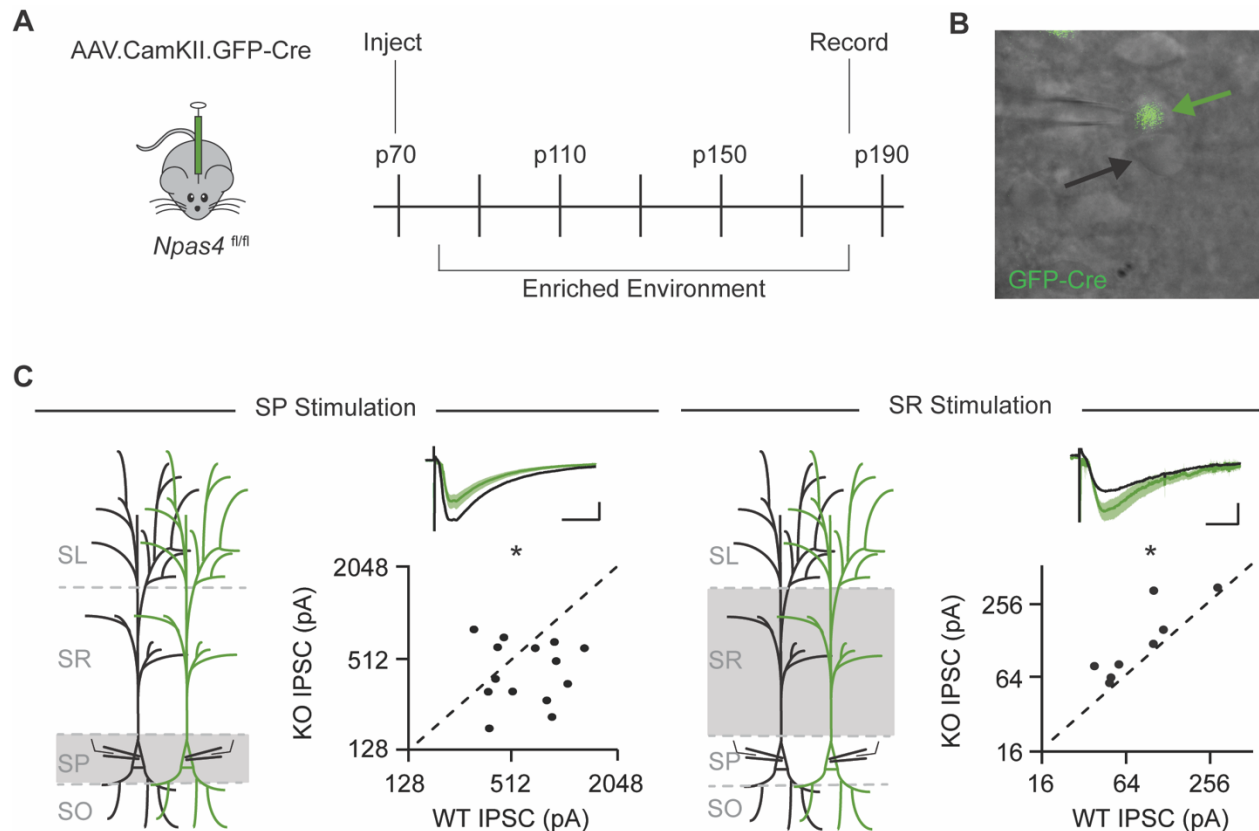 A
AAV.CamKII.GFP-Cre
Npas4 fl/fl
Inject
Record
p70
p110
p150
p190
Enriched Environment
B
GFP-Cre
C
SP Stimulation
SL
SR
SP
SO
*
2048
512
128
KO IPSC (pA)
128
512
2048
WT IPSC (pA)
SR Stimulation
SL
SR
SP
SO
*
256
64
16
KO IPSC (pA)
16
64
256
WT IPSC (pA)